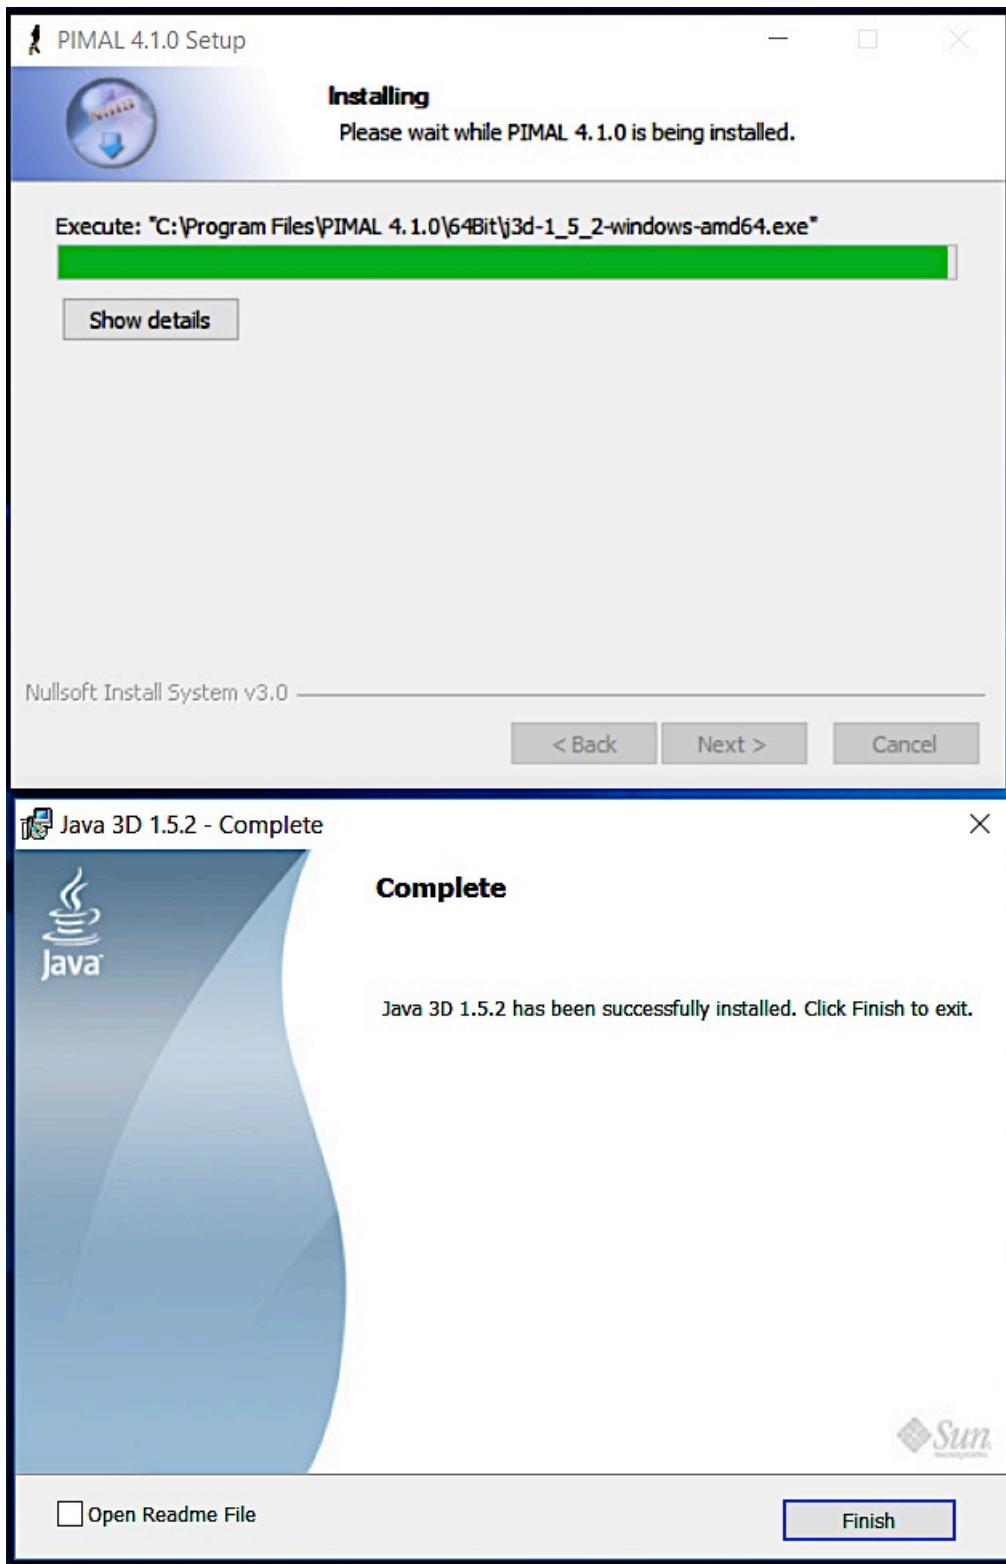 PIMAL 4.1.0 Setup
Installing
Please wait while PIMAL 4.1.0 is being installed.
Execute: "C:\Program Files\PIMAL 4.1.0\64Bit\j3d-1_5_2-windows-amd64.exe"
Show details
Nullsoft Install System v3.0
< Back
Next >
Cancel
Java 3D 1.5.2 - Complete
Java
Complete
Java 3D 1.5.2 has been successfully installed. Click Finish to exit.
Sun
Open Readme File
Finish